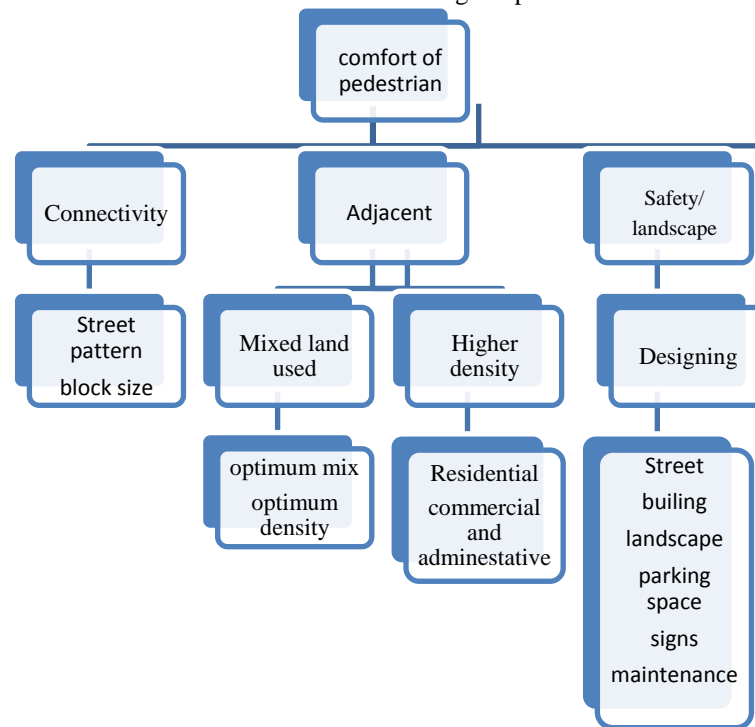 comfort of
pedestrian
Connectivity
Adjacent
Safety/
landscape
Street
pattern
block size
Mixed land
used
Higher
density
Designing
optimum mix
optimum
density
Residential
commercial
and
adminestative
Street
builing
landscape
parking
space
signs
maintenance